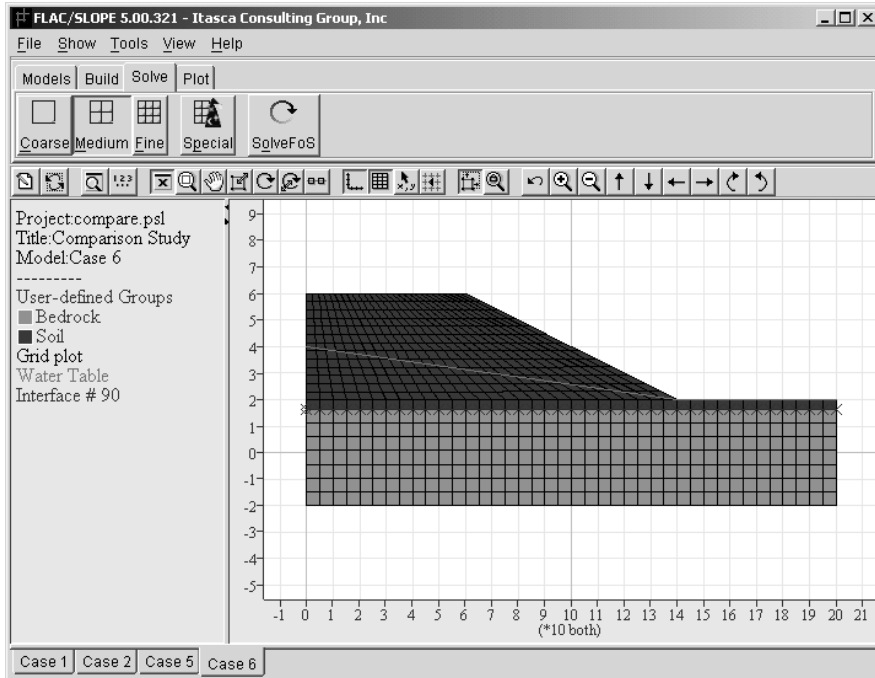 FLAC/SLOPE 5.00.321 - Itasca Consulting Group, Inc
File Show Tools View Help
Models Build Solve Plot
Coarse Medium Fine Special SolveFoS
1.2.3
x,y
Project:compare.psl
Title:Comparison Study
Model:Case 6
---------
User-defined Groups
Bedrock
Soil
Grid plot
Water Table
Interface # 90
9
8
7
6
5
4
3
2
1
0
-1
-2
-3
-4
-5
-1 0 1 2 3 4 5 6 7 8 9 10 11 12 13 14 15 16 17 18 19 20 21
(*10 both)
Case 1 Case 2 Case 5 Case 6